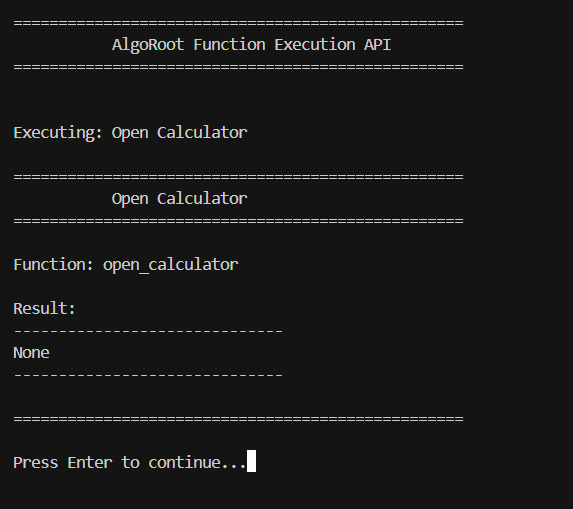 ==================================================
AlgoRoot Function Execution API
==================================================
Executing: Open Calculator
==================================================
Open Calculator
==================================================
Function: open_calculator
Result:
------------------------------
None
------------------------------
==================================================
Press Enter to continue...